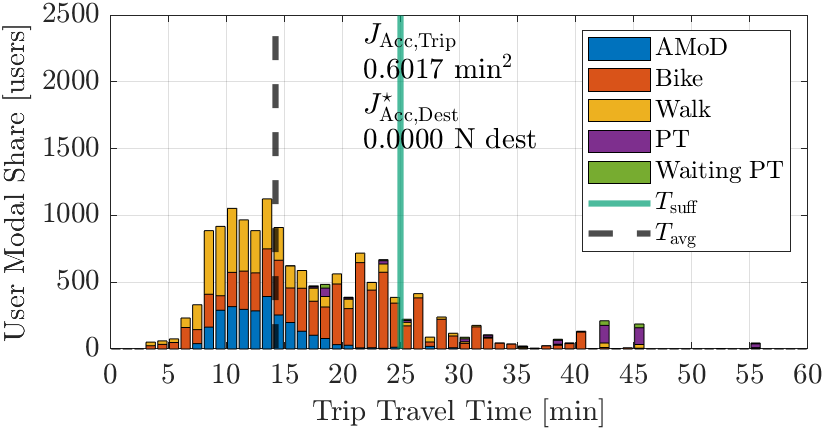 2500
2000
1500
1000
500
0
User Modal Share [users]
J_Acc,Trip
0.6017 min²
J⋆_Acc,Dest
0.0000 N dest
AMoD
Bike
Walk
PT
Waiting PT
T_suff
T_avg
0 5 10 15 20 25 30 35 40 45 50 55 60
Trip Travel Time [min]